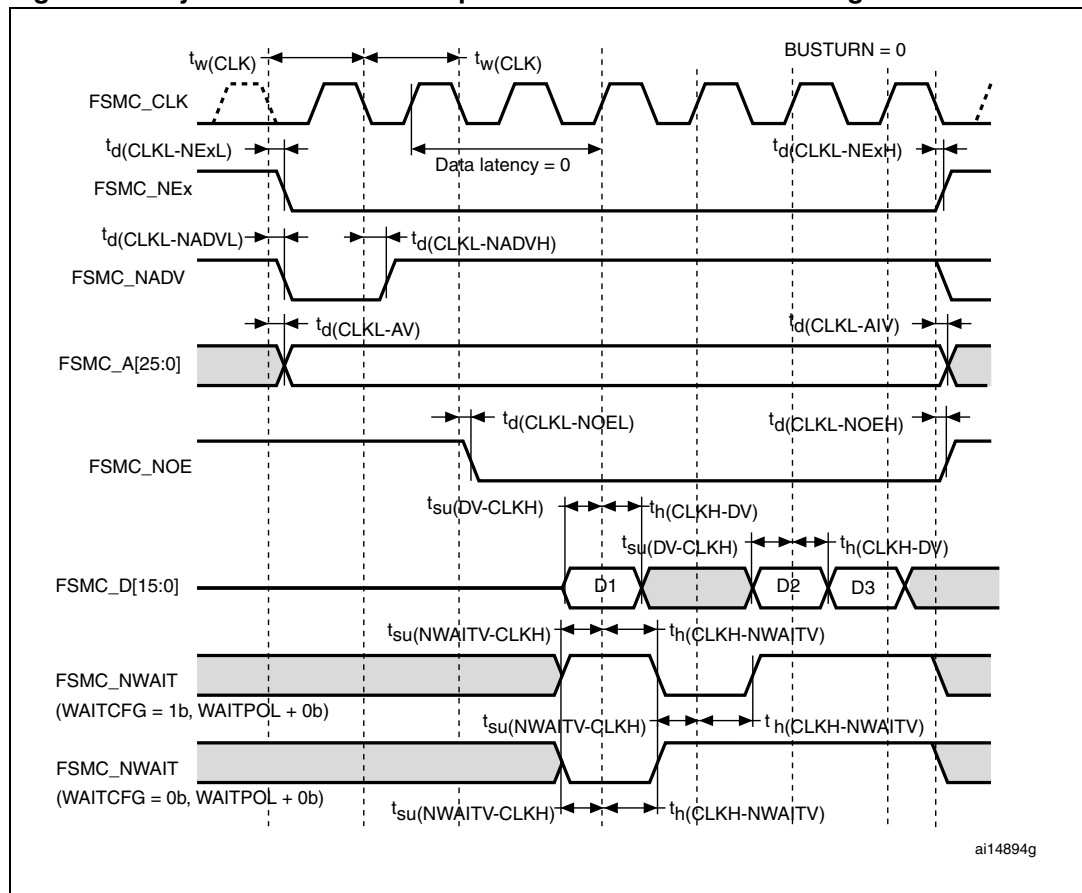 BUSTURN = 0
tw(CLK)
tw(CLK)
FSMC_CLK
td(CLKL-NExL)
Data latency = 0
td(CLKL-NExH)
FSMC_NEx
td(CLKL-NADVL)
td(CLKL-NADVH)
FSMC_NADV
td(CLKL-AV)
td(CLKL-AIV)
FSMC_A[25:0]
td(CLKL-NOEL)
td(CLKL-NOEH)
FSMC_NOE
tsu(DV-CLKH)
th(CLKH-DV)
tsu(DV-CLKH)
th(CLKH-DV)
FSMC_D[15:0]
D1
D2
D3
tsu(NWAITV-CLKH)
th(CLKH-NWAITV)
FSMC_NWAIT
(WAITCFG = 1b, WAITPOL + 0b)
tsu(NWAITV-CLKH)
th(CLKH-NWAITV)
FSMC_NWAIT
(WAITCFG = 0b, WAITPOL + 0b)
tsu(NWAITV-CLKH)
th(CLKH-NWAITV)
ai14894g